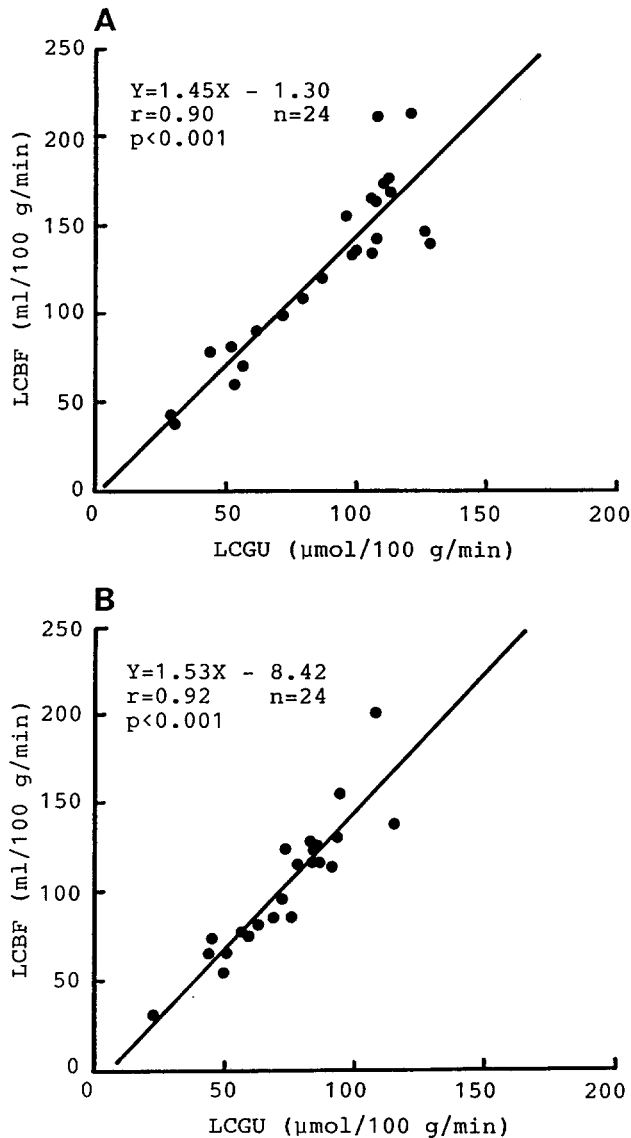 A
250
200
150
100
50
0
LCBF (ml/100 g/min)
Y=1.45X - 1.30
r=0.90 n=24
p<0.001
0 50 100 150 200
LCGU (μmol/100 g/min)
B
250
200
150
100
50
0
LCBF (ml/100 g/min)
Y=1.53X - 8.42
r=0.92 n=24
p<0.001
0 50 100 150 200
LCGU (μmol/100 g/min)